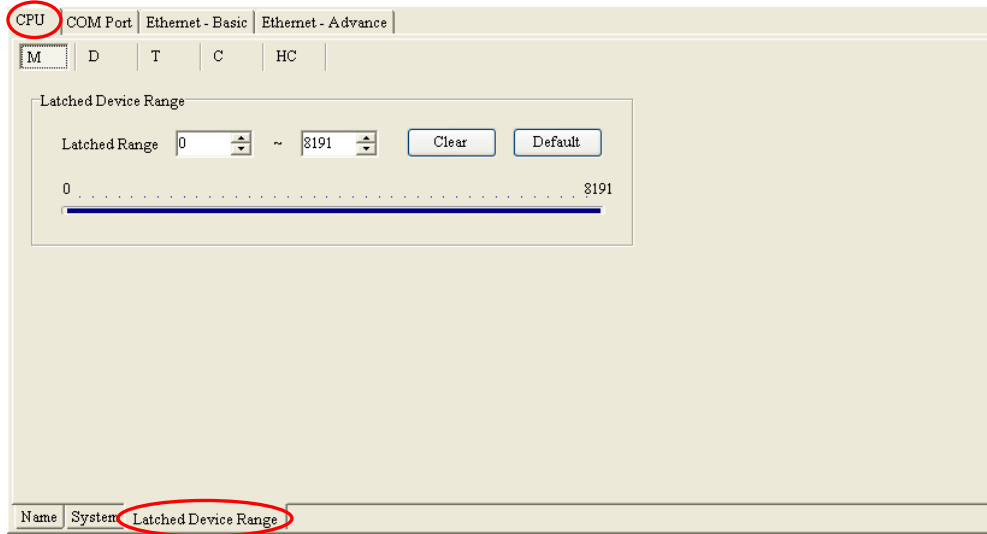 CPU COM Port Ethernet - Basic Ethernet - Advance
M D T C HC
Latched Device Range
Latched Range 0 ~ 8191 Clear Default
0 8191
Name System Latched Device Range